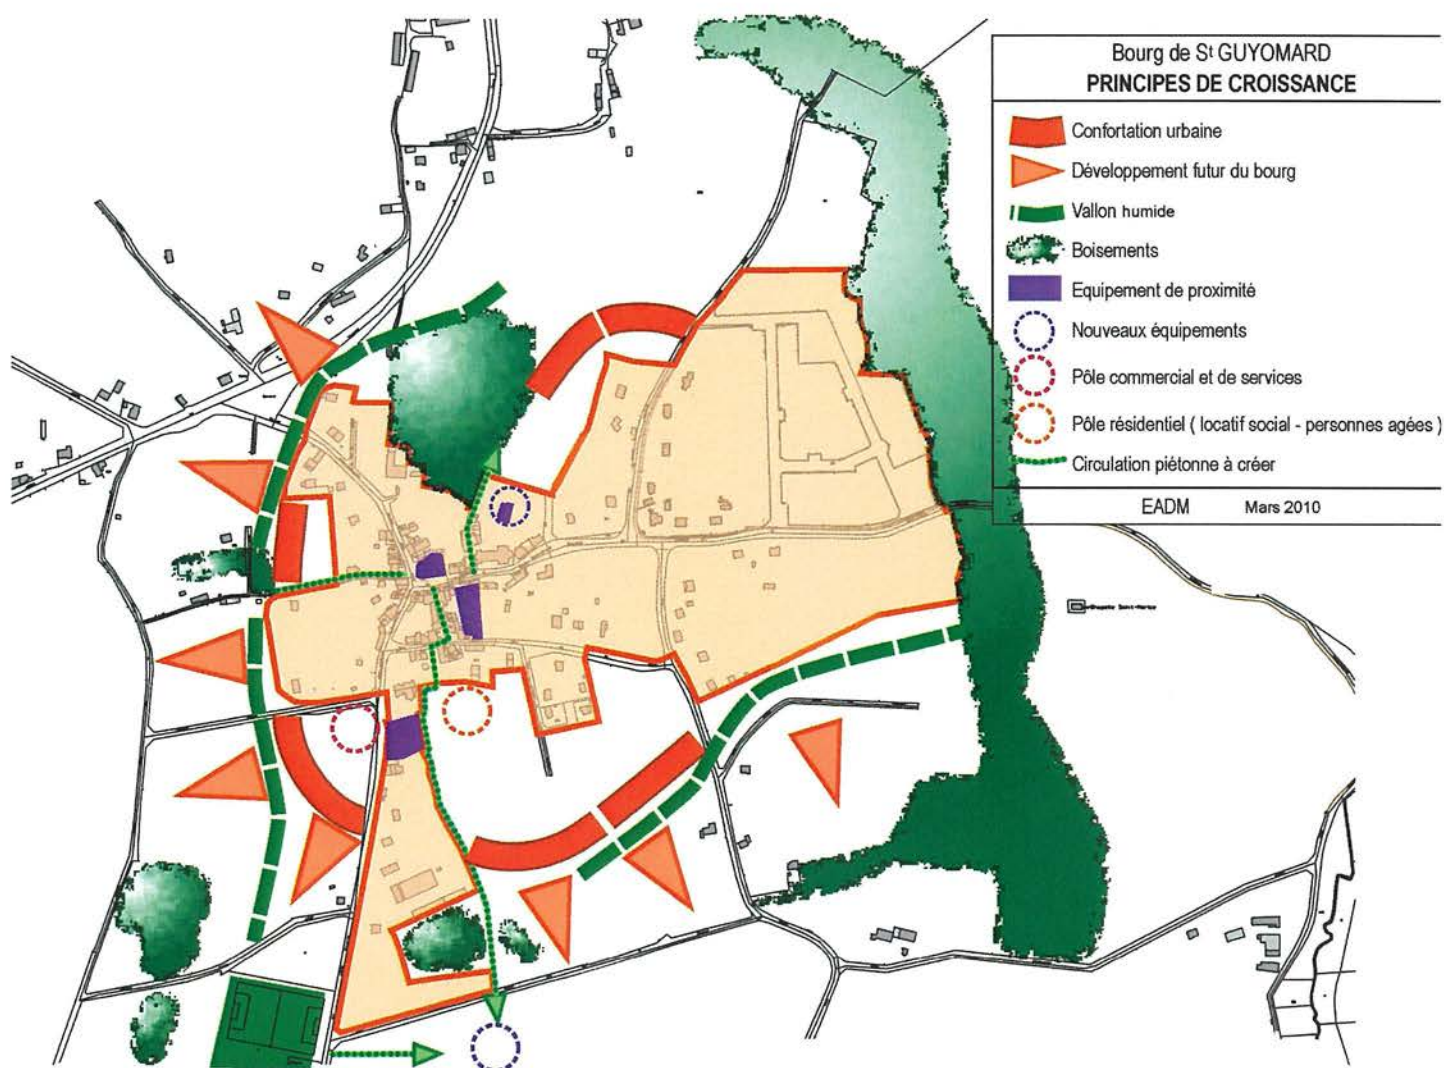 Bourg de St GUYOMARD
PRINCIPES DE CROISSANCE
Confortation urbaine
Développement futur du bourg
Vallon humide
Boisements
Equipement de proximité
Nouveaux équipements
Pôle commercial et de services
Pôle résidentiel ( locatif social - personnes agées )
Circulation piétonne à créer
EADM Mars 2010